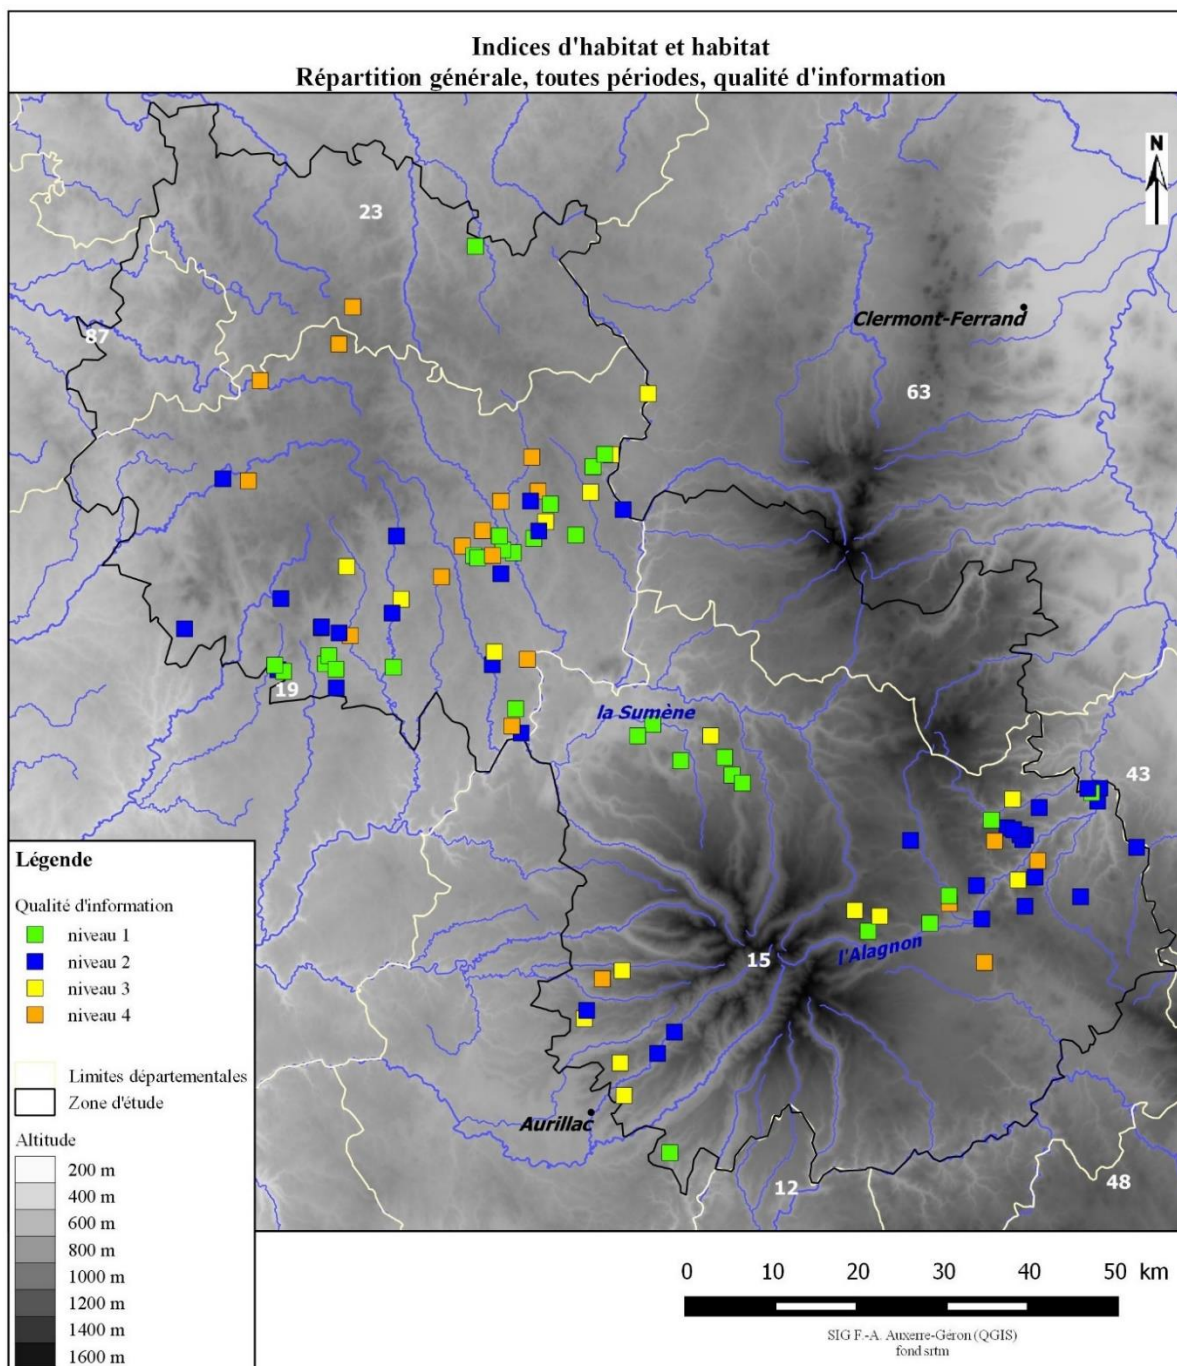 Indices d'habitat et habitat
Répartition générale, toutes périodes, qualité d'information
N
23
Clermont-Ferrand
87
63
19
la Sumène
43
15
l'Alagnon
Aurillac
12
48
Légende
Qualité d'information
niveau 1
niveau 2
niveau 3
niveau 4
Limites départementales
Zone d'étude
Altitude
200 m
400 m
600 m
800 m
1000 m
1200 m
1400 m
1600 m
0 10 20 30 40 50 km
SIG F.-A. Auxerre-Géron (QGIS)
fond srtm